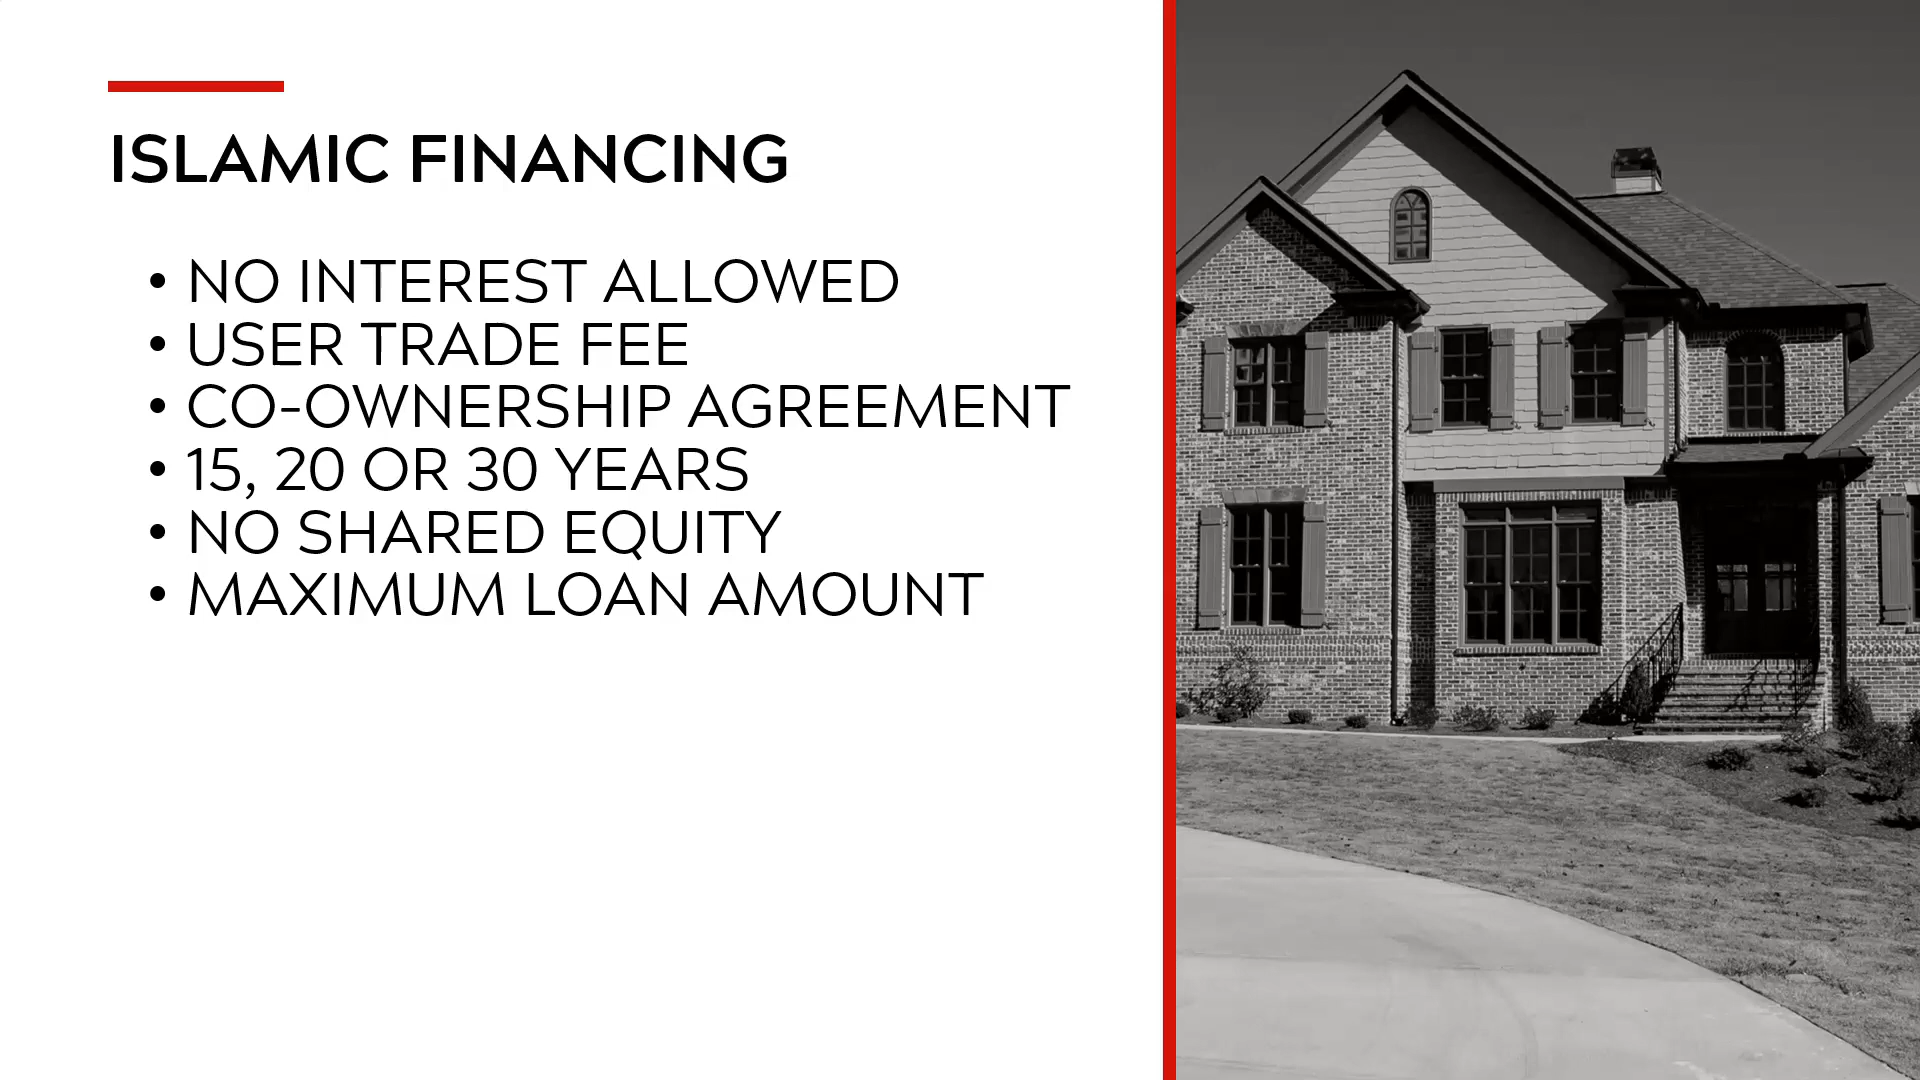 ISLAMIC FINANCING
• NO INTEREST ALLOWED
• USER TRADE FEE
• CO-OWNERSHIP AGREEMENT
• 15, 20 OR 30 YEARS
• NO SHARED EQUITY
• MAXIMUM LOAN AMOUNT